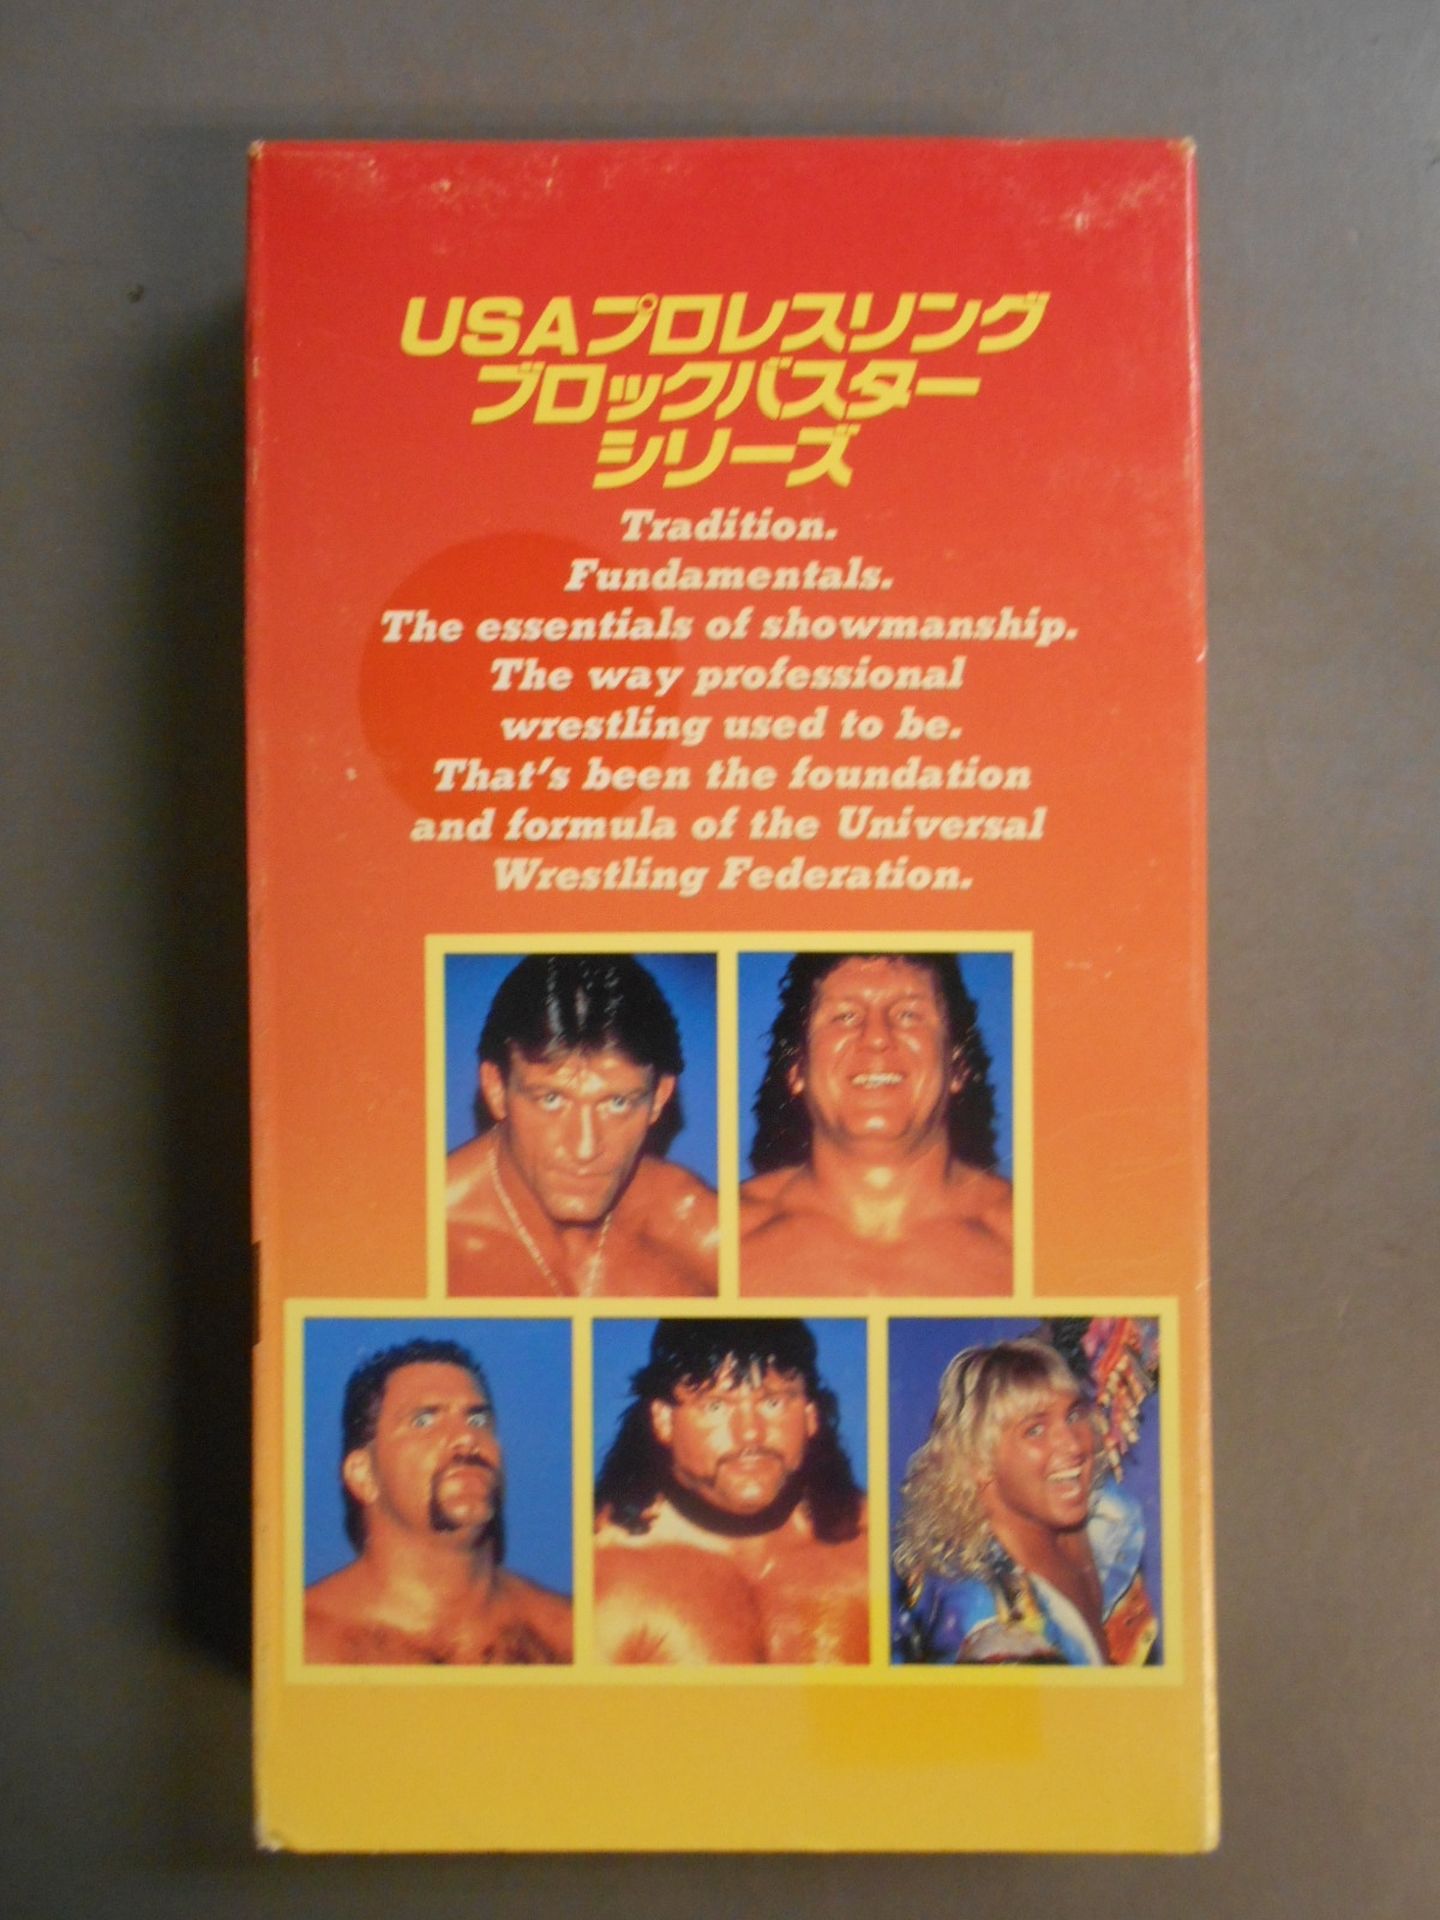 USAプロレスリング
ブロックバスター
シリーズ
Tradition.
Fundamentals.
The essentials of showmanship.
The way professional
wrestling used to be.
That's been the foundation
and formula of the Universal
Wrestling Federation.